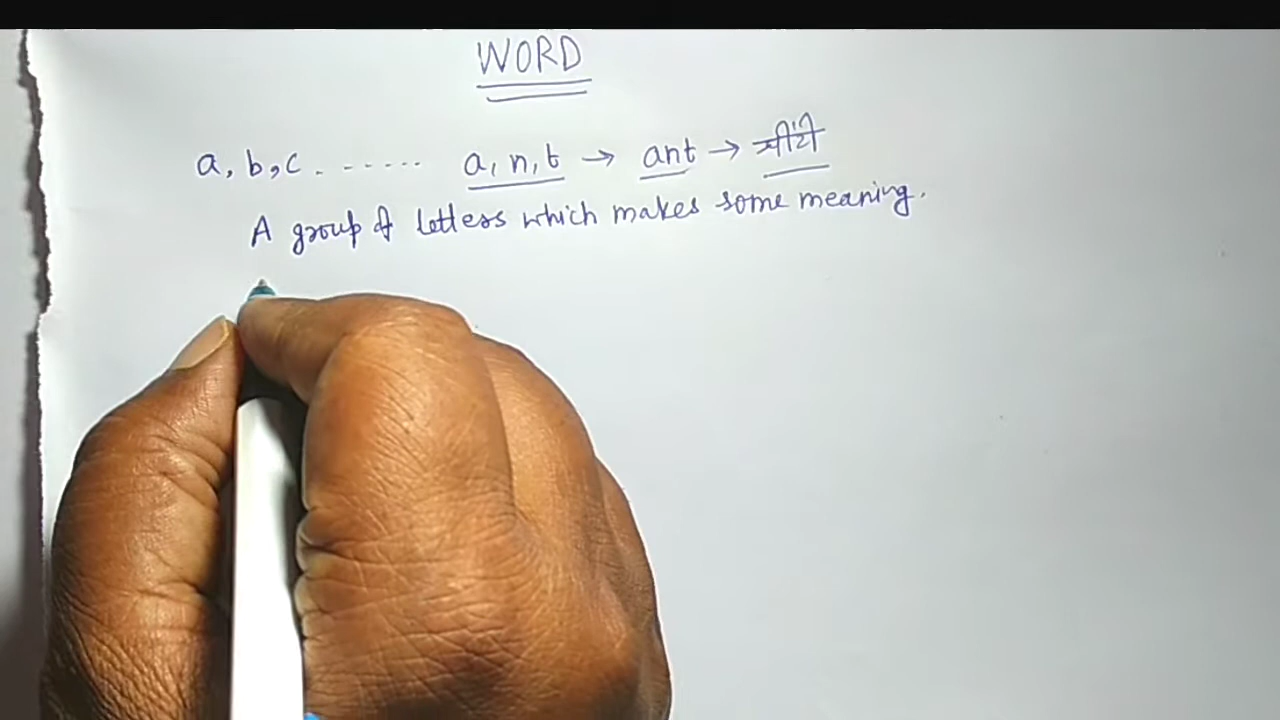 WORD
a, b, c . - - - - - - a, n, t → ant → चींटी
A group of letters which makes some meaning.